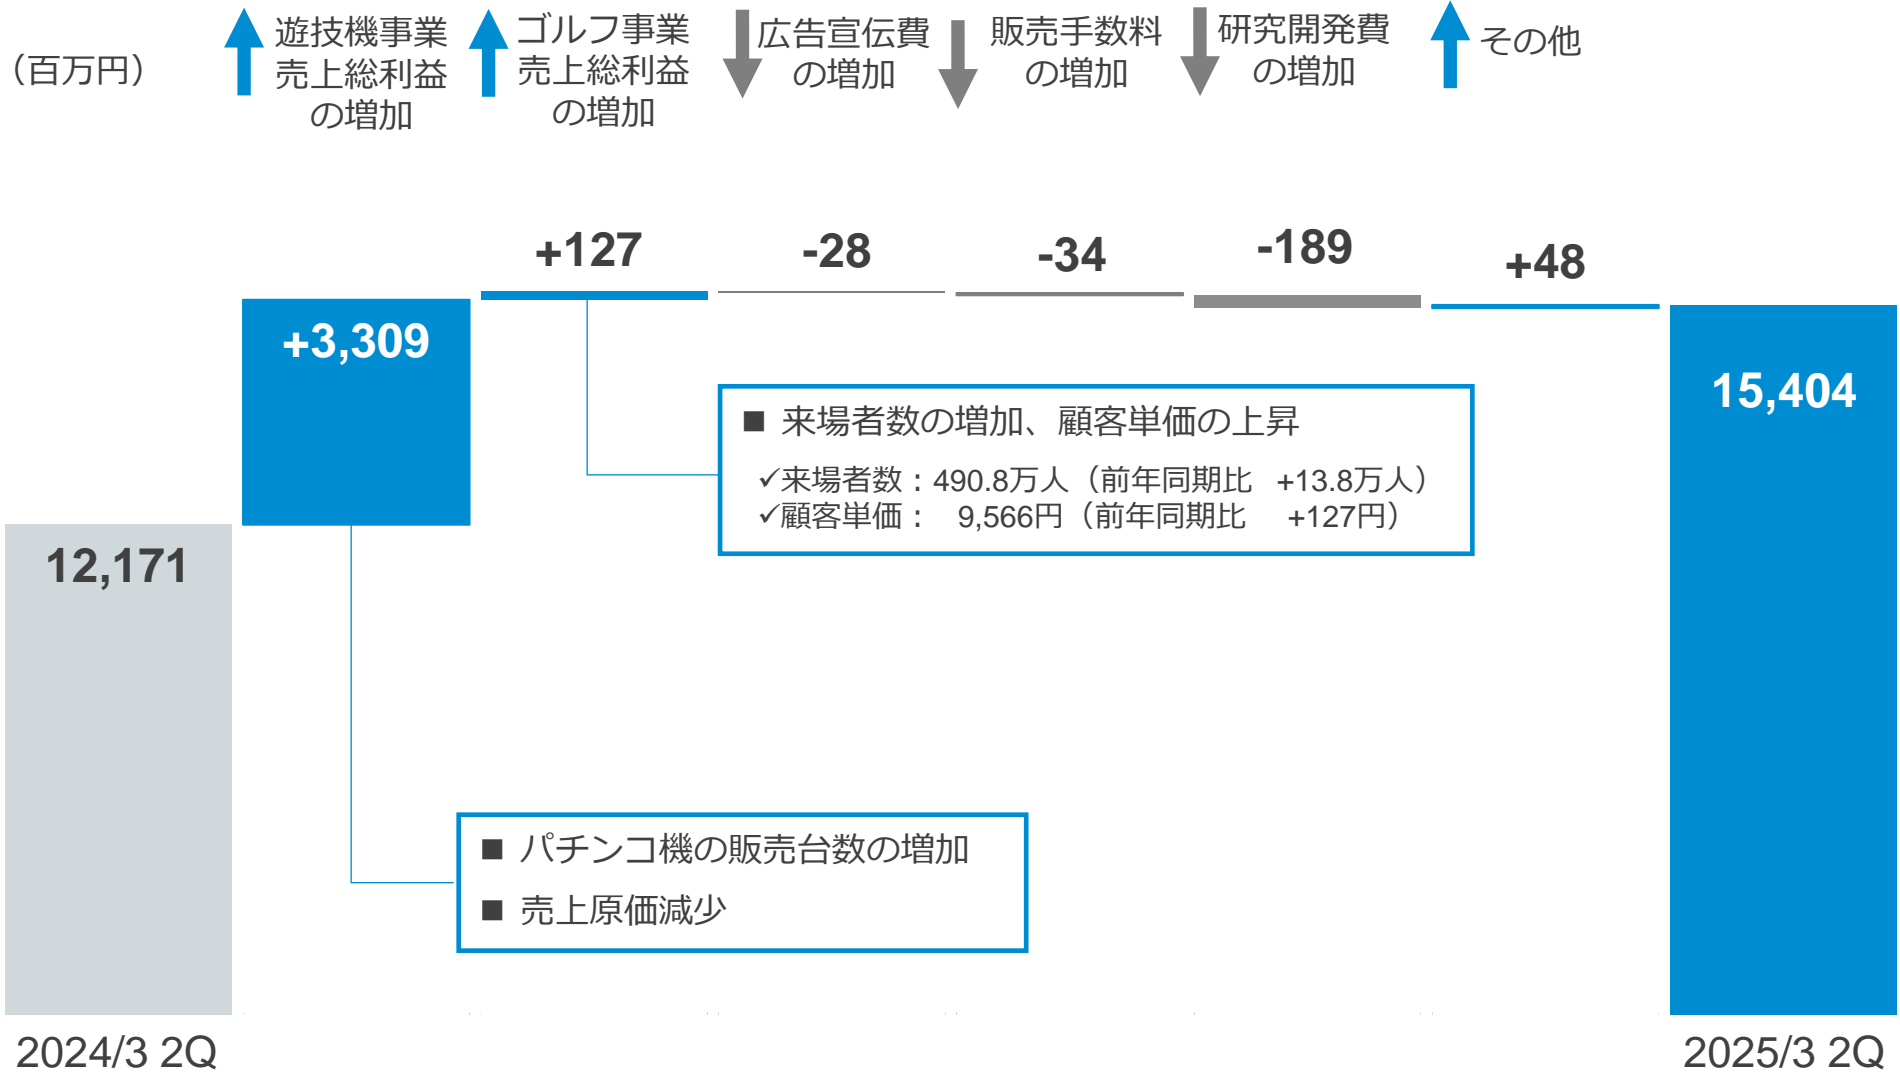 （百万円）
遊技機事業
売上総利益
の増加
ゴルフ事業
売上総利益
の増加
広告宣伝費
の増加
販売手数料
の増加
研究開発費
の増加
その他
12,171
+3,309
+127
-28
-34
-189
+48
15,404
■ 来場者数の増加、顧客単価の上昇
✓来場者数：490.8万人（前年同期比 +13.8万人）
✓顧客単価： 9,566円（前年同期比 +127円）
■ パチンコ機の販売台数の増加
■ 売上原価減少
2024/3 2Q
2025/3 2Q